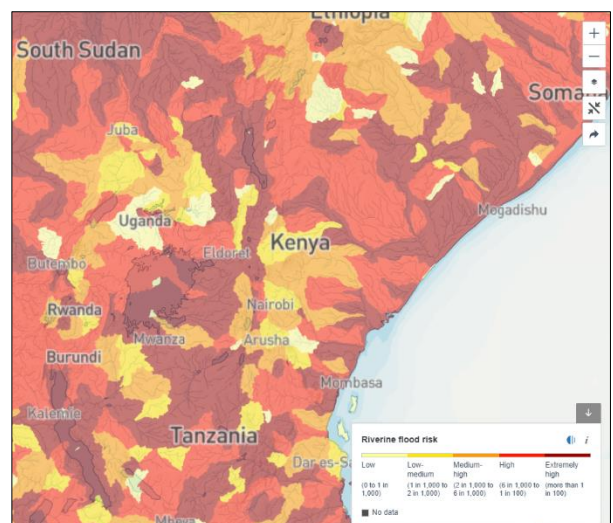 Ethiopia
South Sudan
+
−
Soma
Juba
Mogadishu
Uganda
Kenya
Eldoret
Butembo
Nairobi
Rwanda
Mwanza
Arusha
Burundi
Mombasa
Kalemie
Tanzania
Dar es-Sa
Mbeya
Riverine flood risk
i
Low
Low-
medium
Medium-
high
High
Extremely
high
(0 to 1 in
1,000)
(1 in 1,000 to
2 in 1,000)
(2 in 1,000 to
6 in 1,000)
(6 in 1,000 to
1 in 100)
(more than 1
in 100)
No data